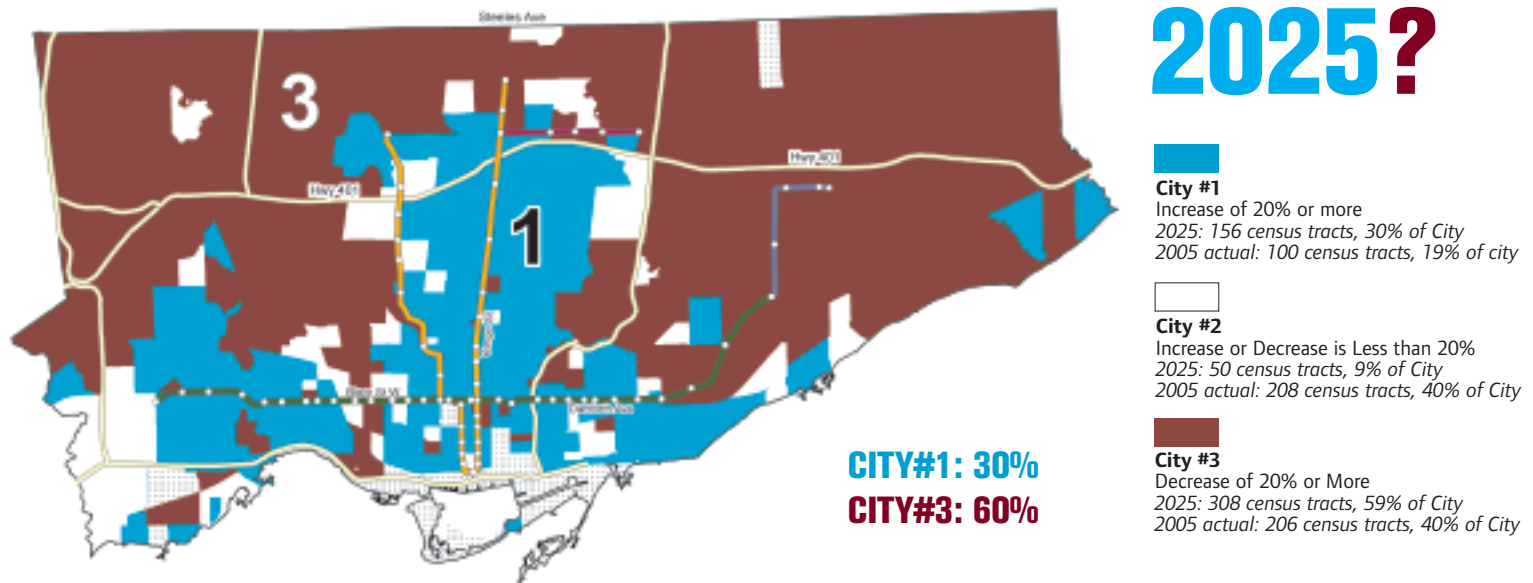 Steeles Ave
2025?
3
Hwy 401
Hwy 401
1
Bloor St W
Danforth Ave
CITY#1: 30%
CITY#3: 60%
City #1
Increase of 20% or more
2025: 156 census tracts, 30% of City
2005 actual: 100 census tracts, 19% of city
City #2
Increase or Decrease is Less than 20%
2025: 50 census tracts, 9% of City
2005 actual: 208 census tracts, 40% of City
City #3
Decrease of 20% or More
2025: 308 census tracts, 59% of City
2005 actual: 206 census tracts, 40% of City